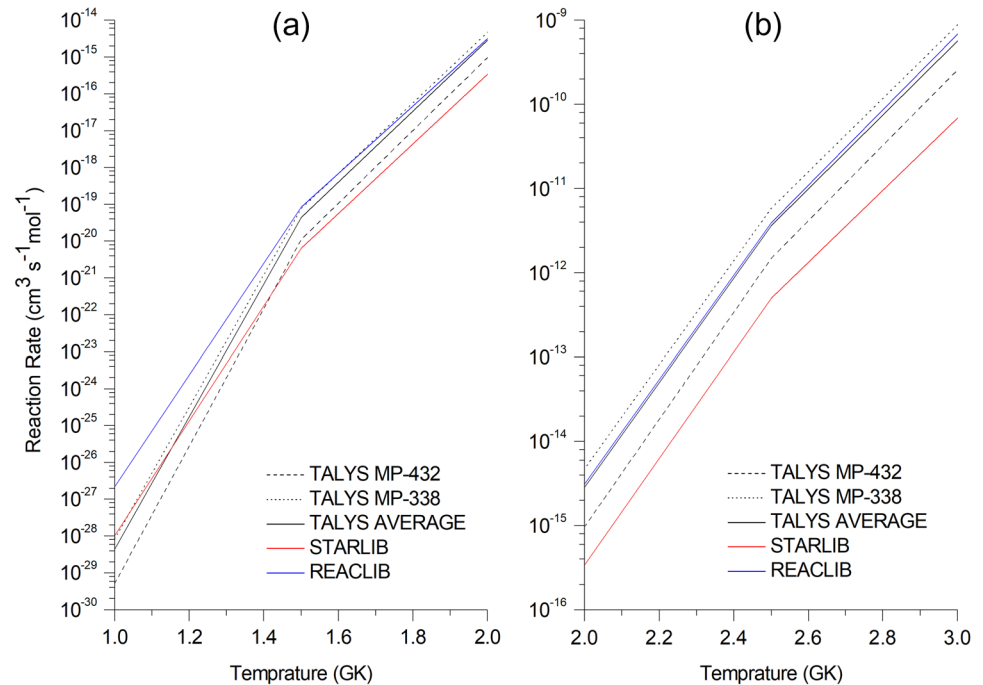 (a)
Reaction Rate (cm³ s⁻¹mol⁻¹)
10⁻¹⁴
10⁻¹⁵
10⁻¹⁶
10⁻¹⁷
10⁻¹⁸
10⁻¹⁹
10⁻²⁰
10⁻²¹
10⁻²²
10⁻²³
10⁻²⁴
10⁻²⁵
10⁻²⁶
10⁻²⁷
10⁻²⁸
10⁻²⁹
10⁻³⁰
TALYS MP-432
TALYS MP-338
TALYS AVERAGE
STARLIB
REACLIB
1.0 1.2 1.4 1.6 1.8 2.0
Temprature (GK)
(b)
10⁻⁹
10⁻¹⁰
10⁻¹¹
10⁻¹²
10⁻¹³
10⁻¹⁴
10⁻¹⁵
10⁻¹⁶
TALYS MP-432
TALYS MP-338
TALYS AVERAGE
STARLIB
REACLIB
2.0 2.2 2.4 2.6 2.8 3.0
Temprature (GK)